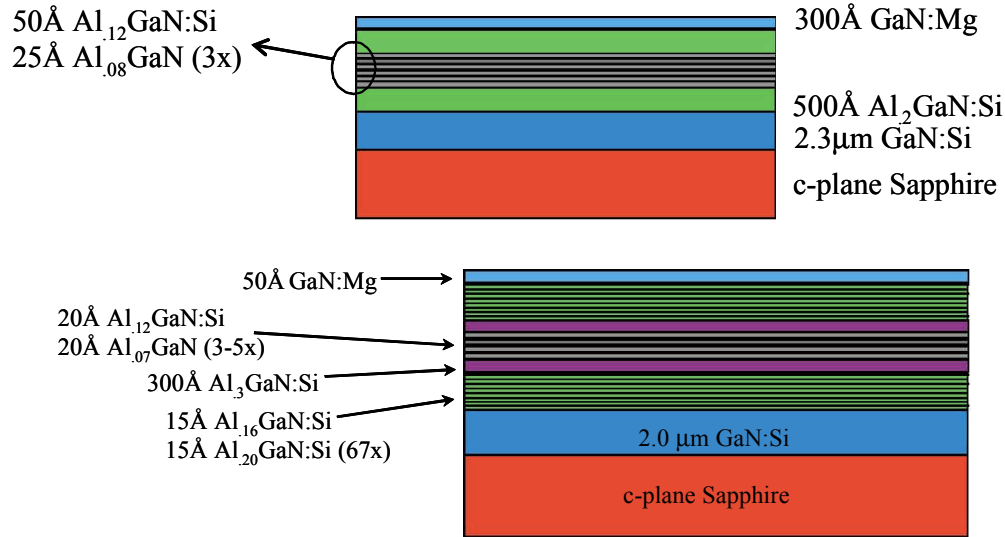 50Å Al.12GaN:Si
25Å Al.08GaN (3x)
300Å GaN:Mg
500Å Al.2GaN:Si
2.3µm GaN:Si
c-plane Sapphire
50Å GaN:Mg
20Å Al.12GaN:Si
20Å Al.07GaN (3-5x)
300Å Al.3GaN:Si
15Å Al.16GaN:Si
15Å Al.20GaN:Si (67x)
2.0 µm GaN:Si
c-plane Sapphire